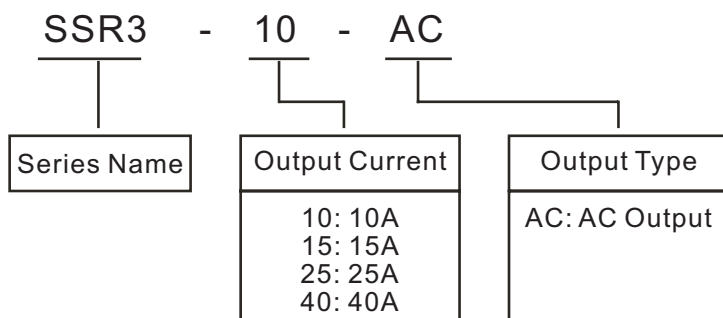 SSR3 - 10 - AC
Series Name
Output Current
10: 10A
15: 15A
25: 25A
40: 40A
Output Type
AC: AC Output